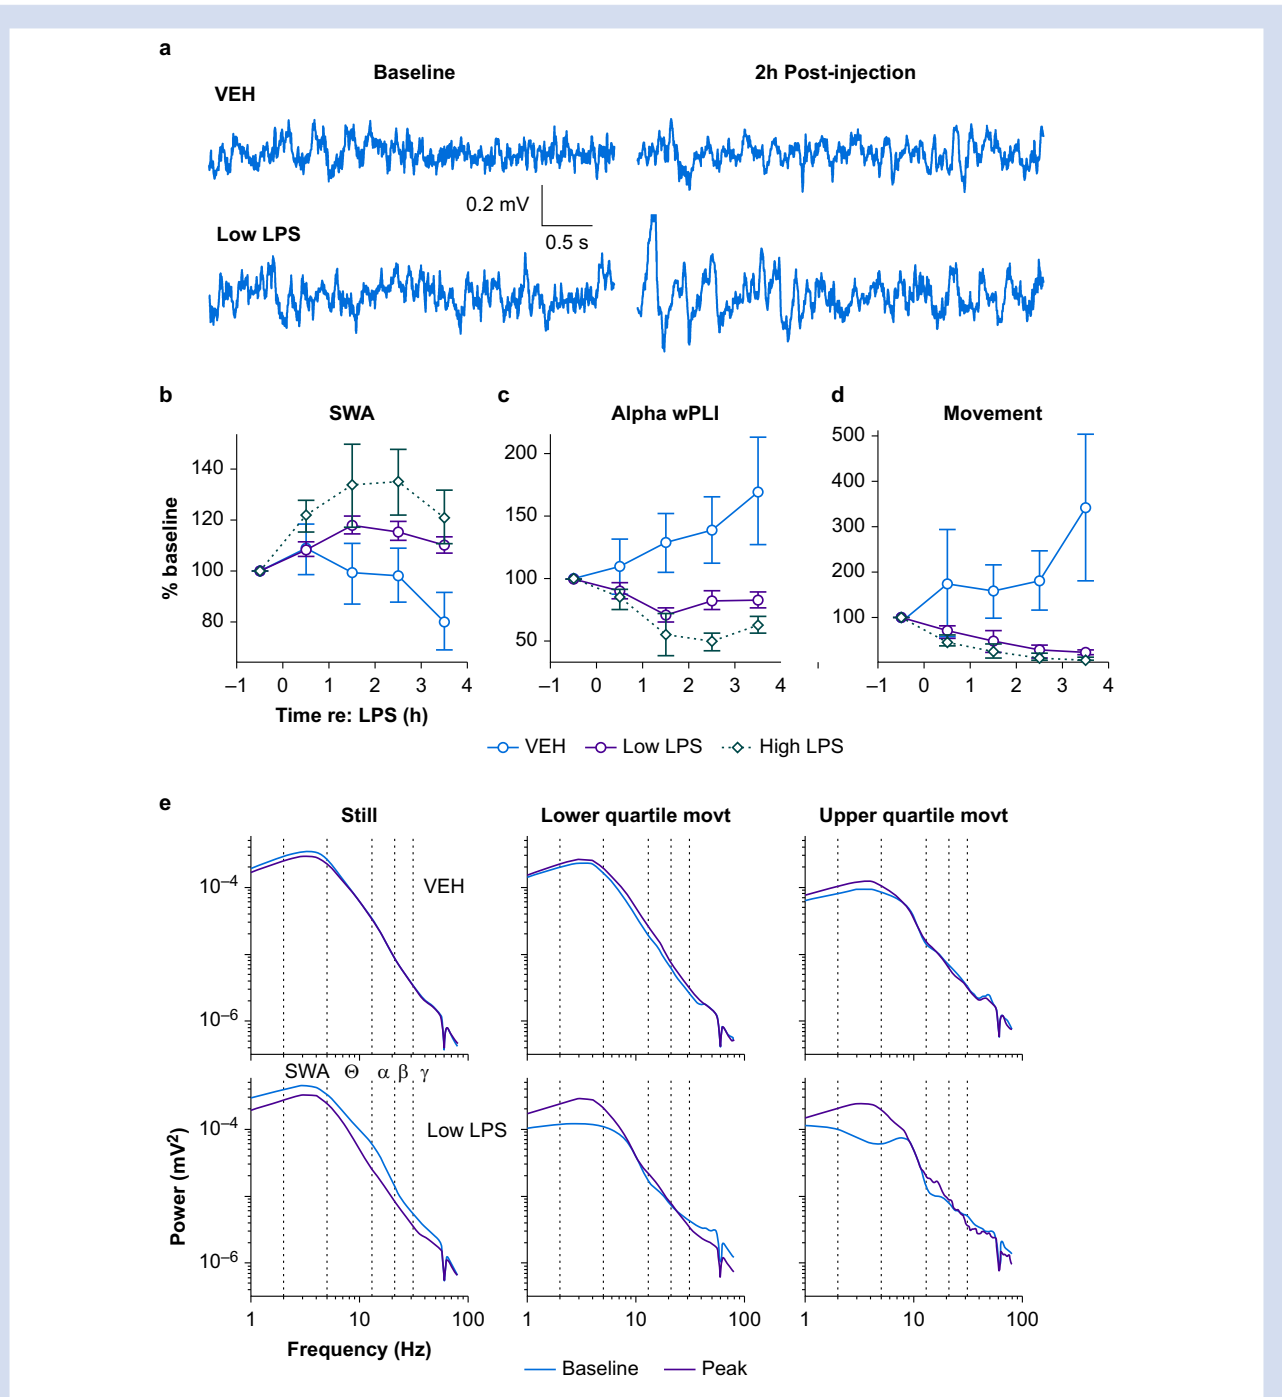 a
Baseline
2h Post-injection
VEH
0.2 mV
0.5 s
Low LPS
b
SWA
c
Alpha wPLI
d
Movement
% baseline
140
120
100
80
–1 0 1 2 3 4
Time re: LPS (h)
200
150
100
50
–1 0 1 2 3 4
500
400
300
200
100
–1 0 1 2 3 4
VEH Low LPS High LPS
e
Still
Lower quartile movt
Upper quartile movt
10–4
VEH
10–6
SWA Θ α β γ
10–4
Low LPS
10–6
Power (mV2)
1 10 100
1 10 100
1 10 100
Frequency (Hz)
Baseline Peak